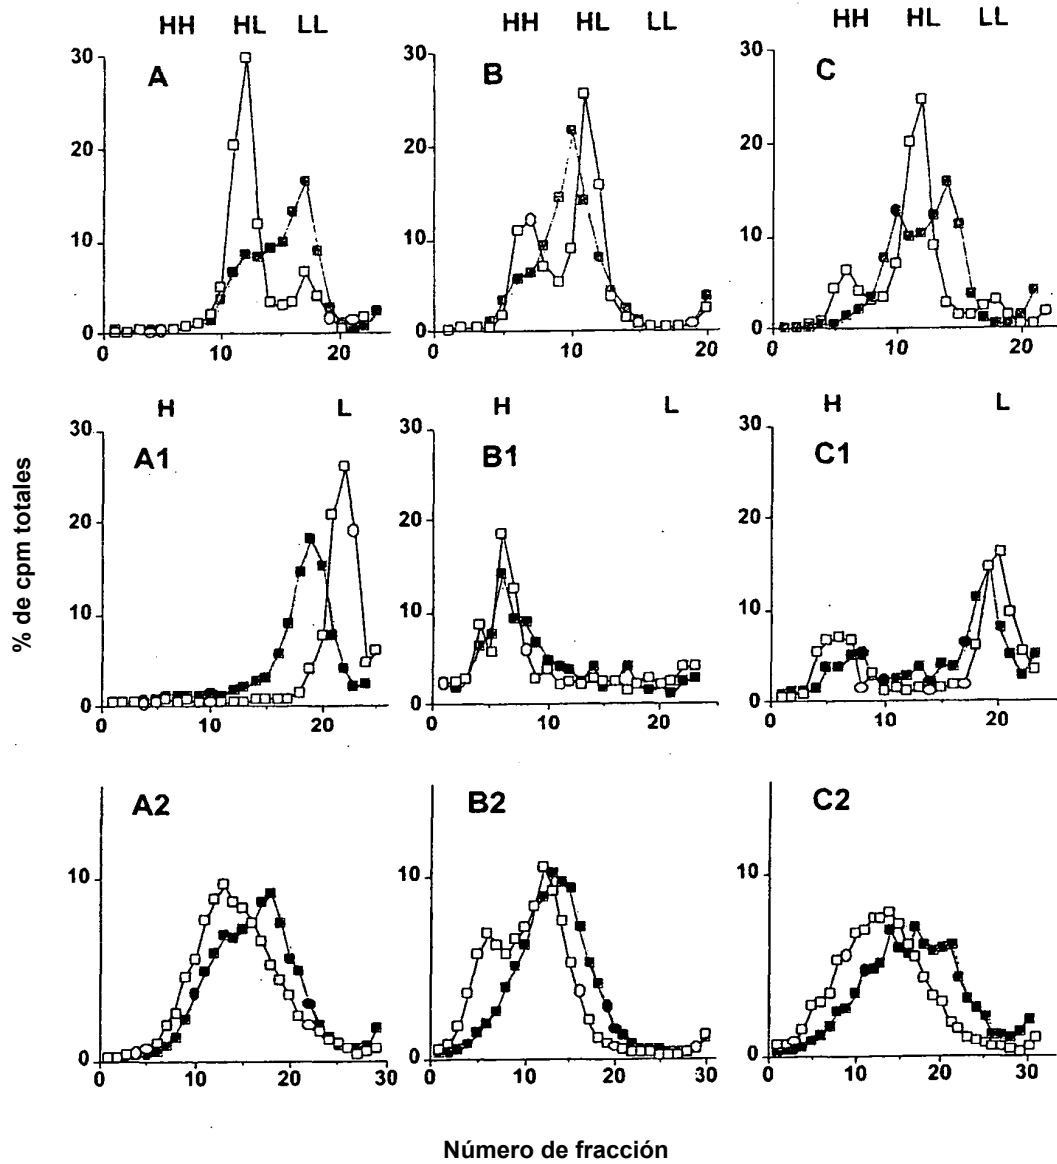 HH HL LL HH HL LL HH HL LL
30 A 30 B 30 C
20 20 20
10 10 10
0 0 0
0 10 20 0 10 20 0 10 20
H L H L H L
30 A1 30 B1 30 C1
20 20 20
10 10 10
0 0 0
0 10 20 0 10 20 0 10 20
% de cpm totales
A2 B2 C2
10 10 10
0 0 0
0 10 20 30 0 10 20 30 0 10 20 30
Número de fracción